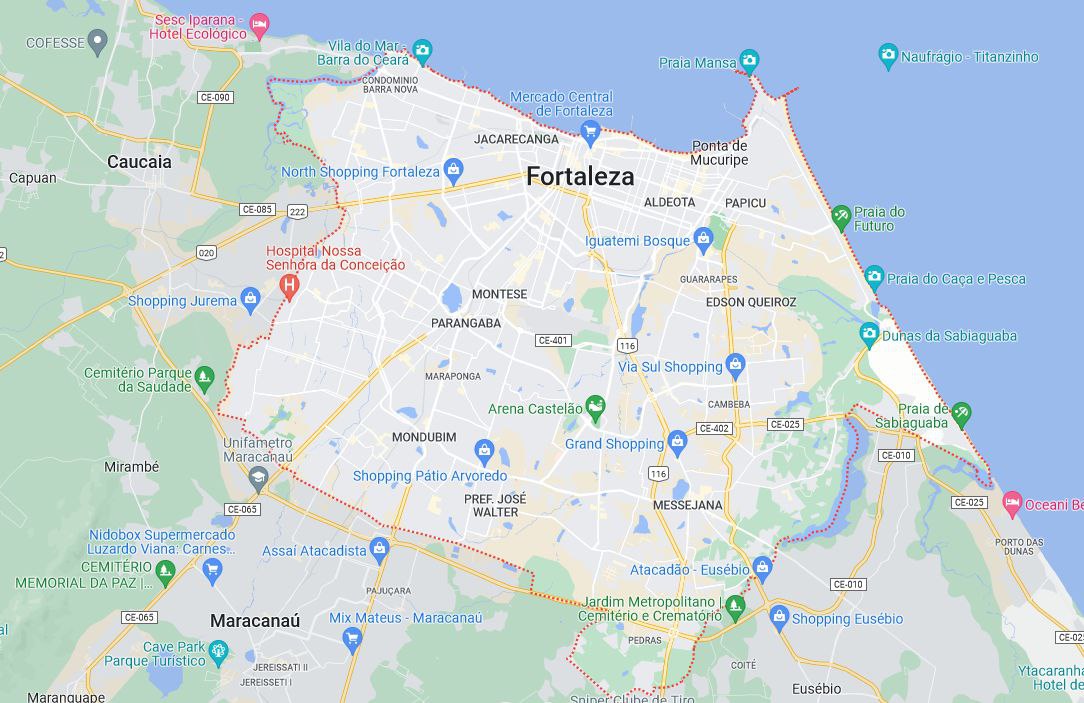 Sesc Iparana -
Hotel Ecológico
COFESSE
Vila do Mar -
Barra do Ceará
Praia Mansa
Naufrágio - Titanzinho
CONDOMINIO
BARRA NOVA
CE-090
Mercado Central
de Fortaleza
JACARECANGA
Ponta de
Mucuripe
Caucaia
Capuan
North Shopping Fortaleza
Fortaleza
ALDEOTA
PAPICU
CE-085
222
Praia do
Futuro
020
Iguatemi Bosque
Hospital Nossa
Senhora da Conceição
H
GUARARAPES
Praia do Caça e Pesca
Shopping Jurema
MONTESE
EDSON QUEIROZ
PARANGABA
CE-401
116
Dunas da Sabiaguaba
Cemitério Parque
da Saudade
MARAPONGA
Via Sul Shopping
Arena Castelão
CAMBEBA
Praia de
Sabiaguaba
CE-402
CE-025
Unifametro
Maracanaú
MONDUBIM
Grand Shopping
CE-010
Mirambé
Shopping Pátio Arvoredo
116
PREF. JOSÉ
WALTER
MESSEJANA
CE-025
Oceani Be
CE-065
Nidobox Supermercado
Luzardo Viana: Carnes...
Assaí Atacadista
PORTO DAS
DUNAS
CEMITÉRIO
MEMORIAL DA PAZ |...
Atacadão - Eusébio
CE-010
PAJUÇARA
CE-065
Maracanaú
Mix Mateus - Maracanaú
Jardim Metropolitano |
Cemitério e Crematório
Shopping Eusébio
PEDRAS
CE-02
Cave Park
Parque Turístico
JEREISSATI II
JEREISSETI I
COITÉ
Ytacaranha
Hotel de
Eusébio
Maranguape
Sniper Clube de Tiro